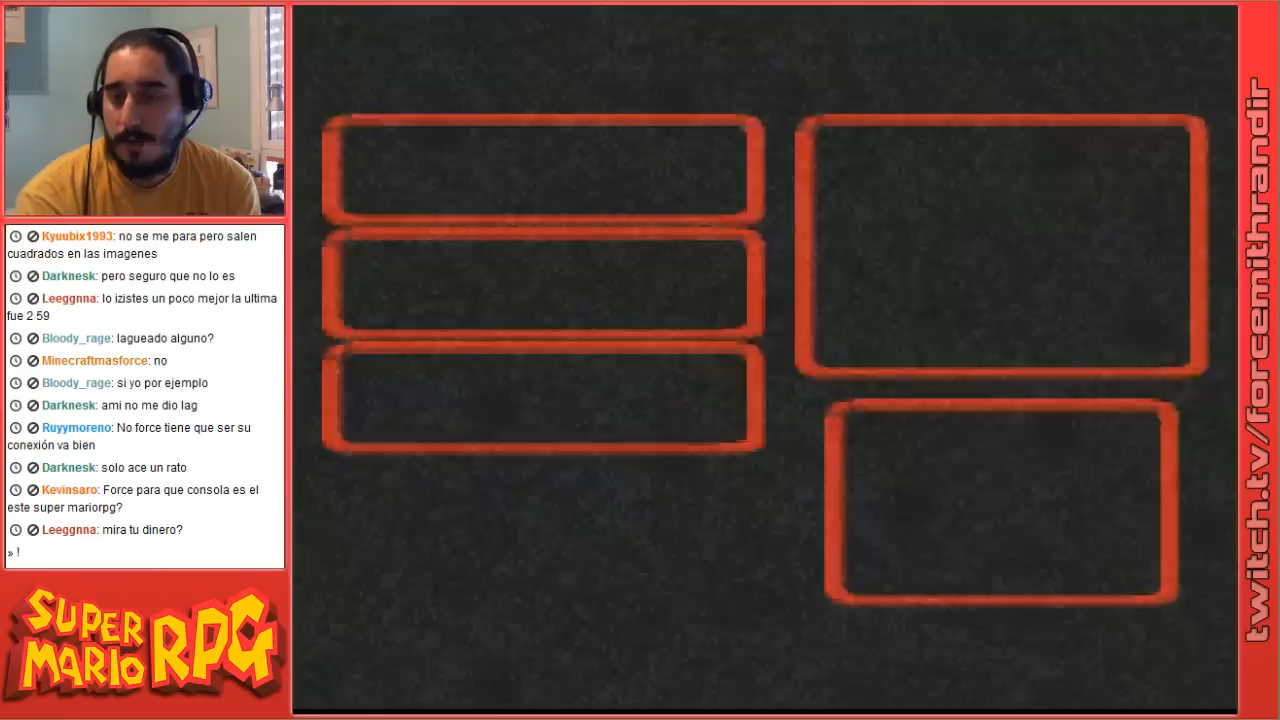 Kyuubix1993: no se me para pero salen
cuadrados en las imagenes
Darknesk: pero seguro que no lo es
Leeggnna: lo izistes un poco mejor la ultima
fue 2 59
Bloody_rage: lagueado alguno?
Minecraftmasforce: no
Bloody_rage: si yo por ejemplo
Darknesk: ami no me dio lag
Ruyymoreno: No force tiene que ser su
conexión va bien
Darknesk: solo ace un rato
Kevinsaro: Force para que consola es el
este super mariorpg?
Leeggnna: mira tu dinero?
» !
SUPER
MARIO RPG
twitch.tv/forcemithrandir